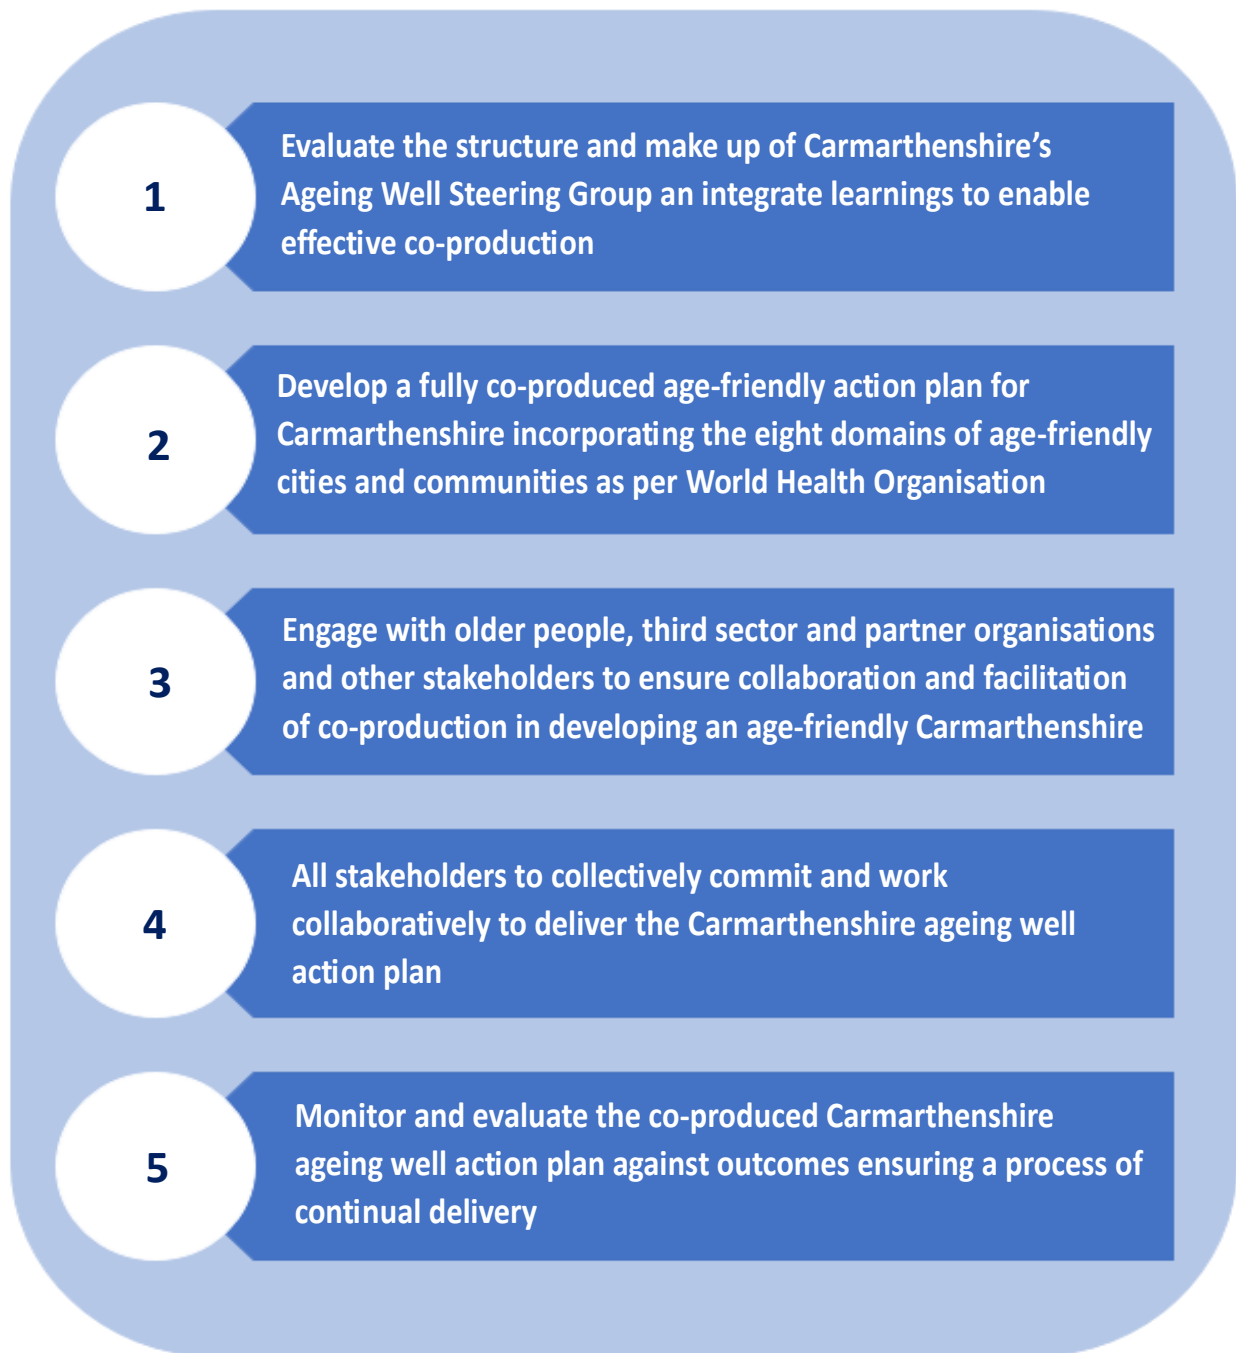 1
Evaluate the structure and make up of Carmarthenshire’s
Ageing Well Steering Group an integrate learnings to enable
effective co-production
2
Develop a fully co-produced age-friendly action plan for
Carmarthenshire incorporating the eight domains of age-friendly
cities and communities as per World Health Organisation
3
Engage with older people, third sector and partner organisations
and other stakeholders to ensure collaboration and facilitation
of co-production in developing an age-friendly Carmarthenshire
4
All stakeholders to collectively commit and work
collaboratively to deliver the Carmarthenshire ageing well
action plan
5
Monitor and evaluate the co-produced Carmarthenshire
ageing well action plan against outcomes ensuring a process of
continual delivery